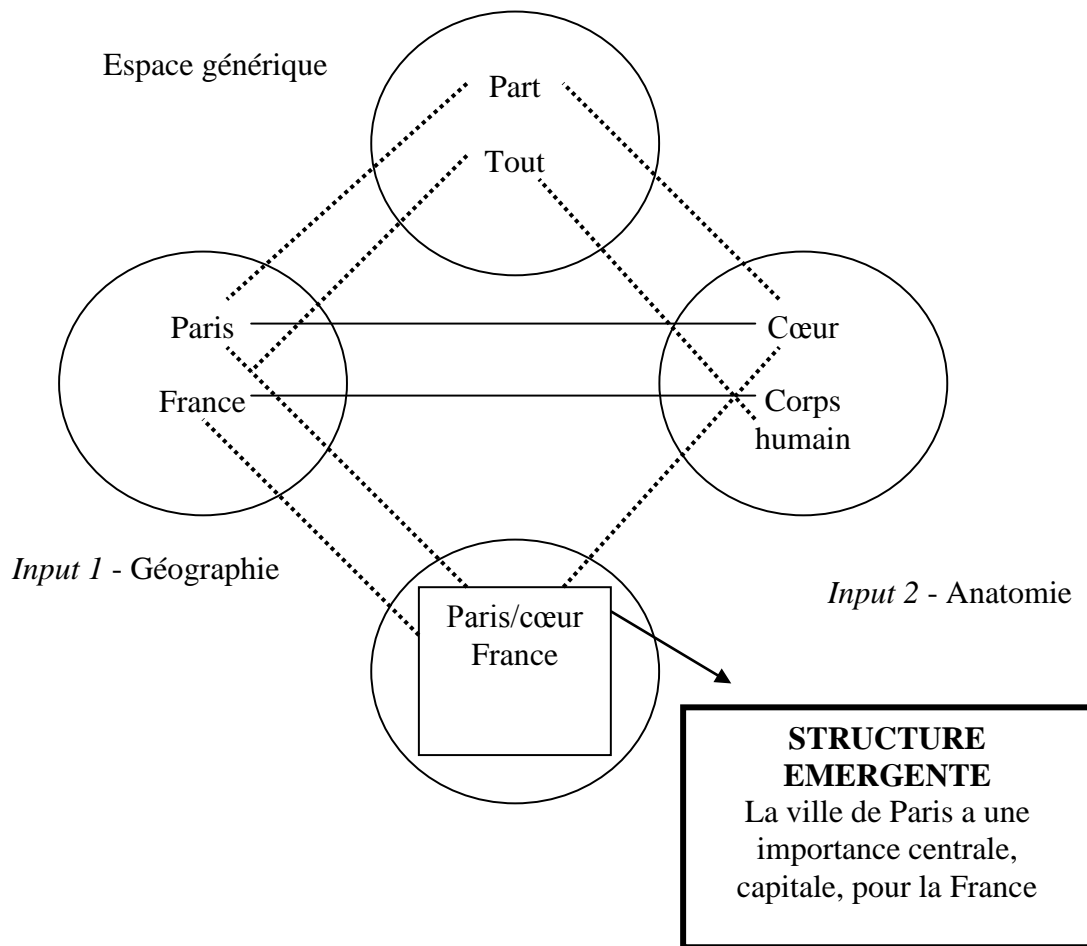 Espace générique
Part
Tout
Paris
France
Cœur
Corps
humain
Input 1 - Géographie
Input 2 - Anatomie
Paris/cœur
France
STRUCTURE
EMERGENTE
La ville de Paris a une
importance centrale,
capitale, pour la France